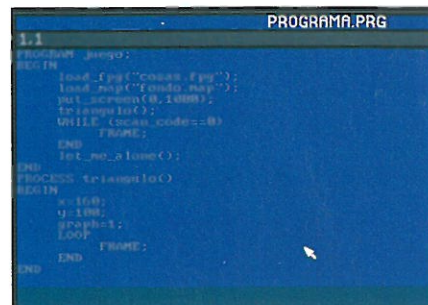 PROGRAMA.PRG
1,1
PROGRAM juego;
BEGIN
load_fpg("cosas.fpg");
load_map("fondo.map");
put_screen(0,1000);
triangulo();
WHILE (scan_code==0)
FRAME;
END
let_me_alone();
END
PROCESS triangulo()
BEGIN
x=160;
y=100;
graph=1;
LOOP
FRAME;
END
END